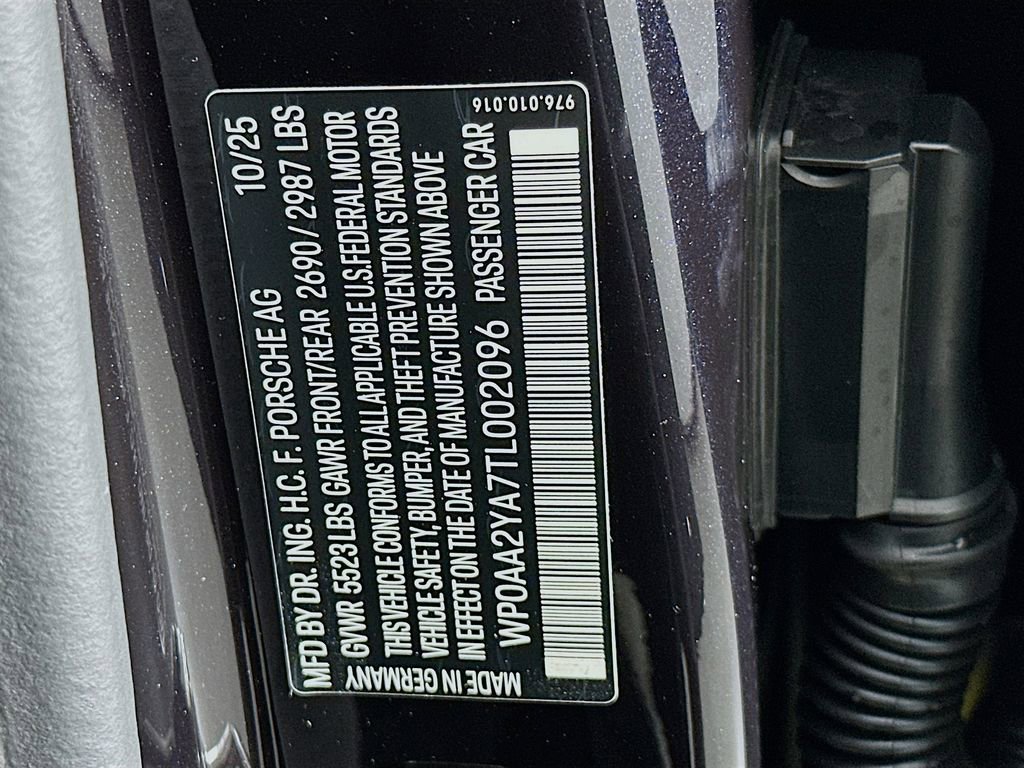 MFD BY DR. ING. H.C. F. PORSCHE AG 10/25
GVWR 5523 LBS GAWR FRONT/REAR 2690 / 2987 LBS
THIS VEHICLE CONFORMS TO ALL APPLICABLE U.S. FEDERAL MOTOR
VEHICLE SAFETY, BUMPER, AND THEFT PREVENTION STANDARDS
IN EFFECT ON THE DATE OF MANUFACTURE SHOWN ABOVE
WP0AA2YA7TL002096 PASSENGER CAR
MADE IN GERMANY
976.010.016